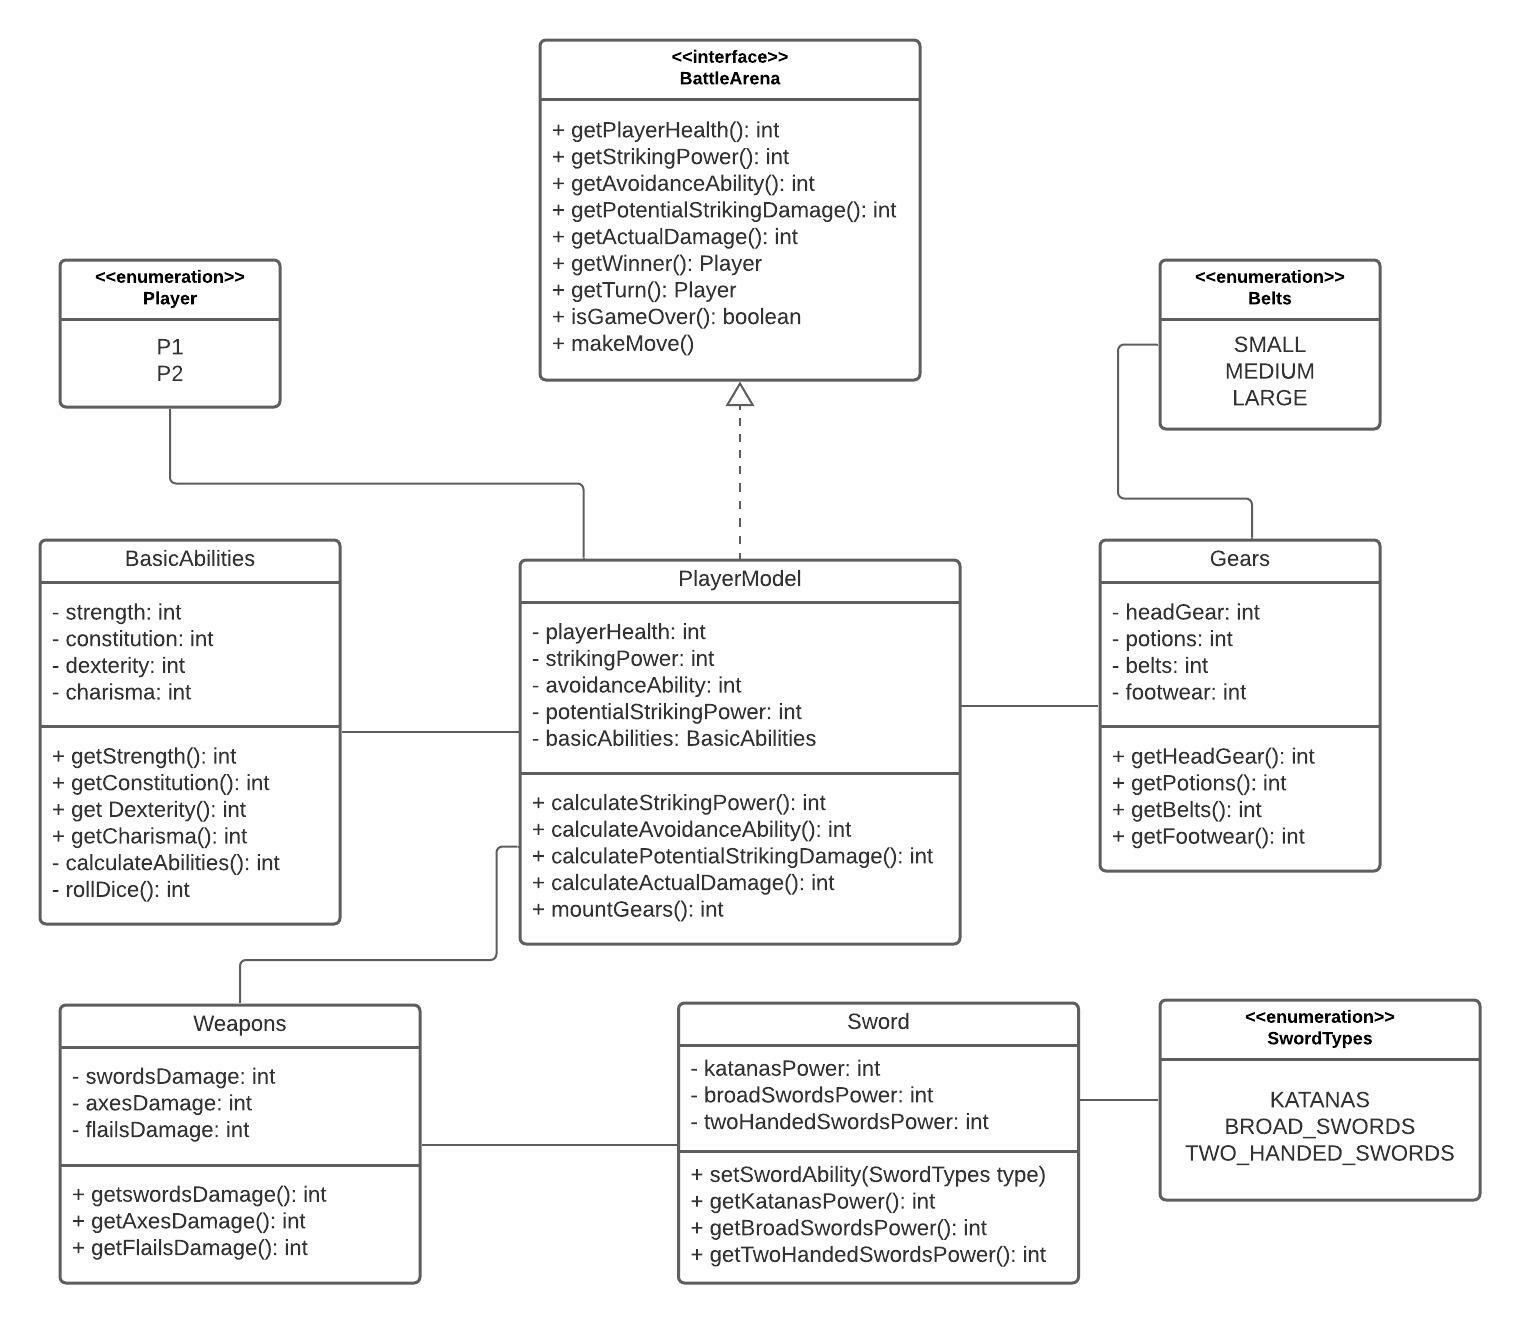 <<interface>>
BattleArena
+ getPlayerHealth(): int
+ getStrikingPower(): int
+ getAvoidanceAbility(): int
+ getPotentialStrikingDamage(): int
+ getActualDamage(): int
+ getWinner(): Player
+ getTurn(): Player
+ isGameOver(): boolean
+ makeMove()
<<enumeration>>
Player
P1
P2
<<enumeration>>
Belts
SMALL
MEDIUM
LARGE
BasicAbilities
- strength: int
- constitution: int
- dexterity: int
- charisma: int
+ getStrength(): int
+ getConstitution(): int
+ get Dexterity(): int
+ getCharisma(): int
- calculateAbilities(): int
- rollDice(): int
PlayerModel
- playerHealth: int
- strikingPower: int
- avoidanceAbility: int
- potentialStrikingPower: int
- basicAbilities: BasicAbilities
+ calculateStrikingPower(): int
+ calculateAvoidanceAbility(): int
+ calculatePotentialStrikingDamage(): int
+ calculateActualDamage(): int
+ mountGears(): int
Gears
- headGear: int
- potions: int
- belts: int
- footwear: int
+ getHeadGear(): int
+ getPotions(): int
+ getBelts(): int
+ getFootwear(): int
Weapons
- swordsDamage: int
- axesDamage: int
- flailsDamage: int
+ getswordsDamage(): int
+ getAxesDamage(): int
+ getFlailsDamage(): int
Sword
- katanasPower: int
- broadSwordsPower: int
- twoHandedSwordsPower: int
+ setSwordAbility(SwordTypes type)
+ getKatanasPower(): int
+ getBroadSwordsPower(): int
+ getTwoHandedSwordsPower(): int
<<enumeration>>
SwordTypes
KATANAS
BROAD_SWORDS
TWO_HANDED_SWORDS